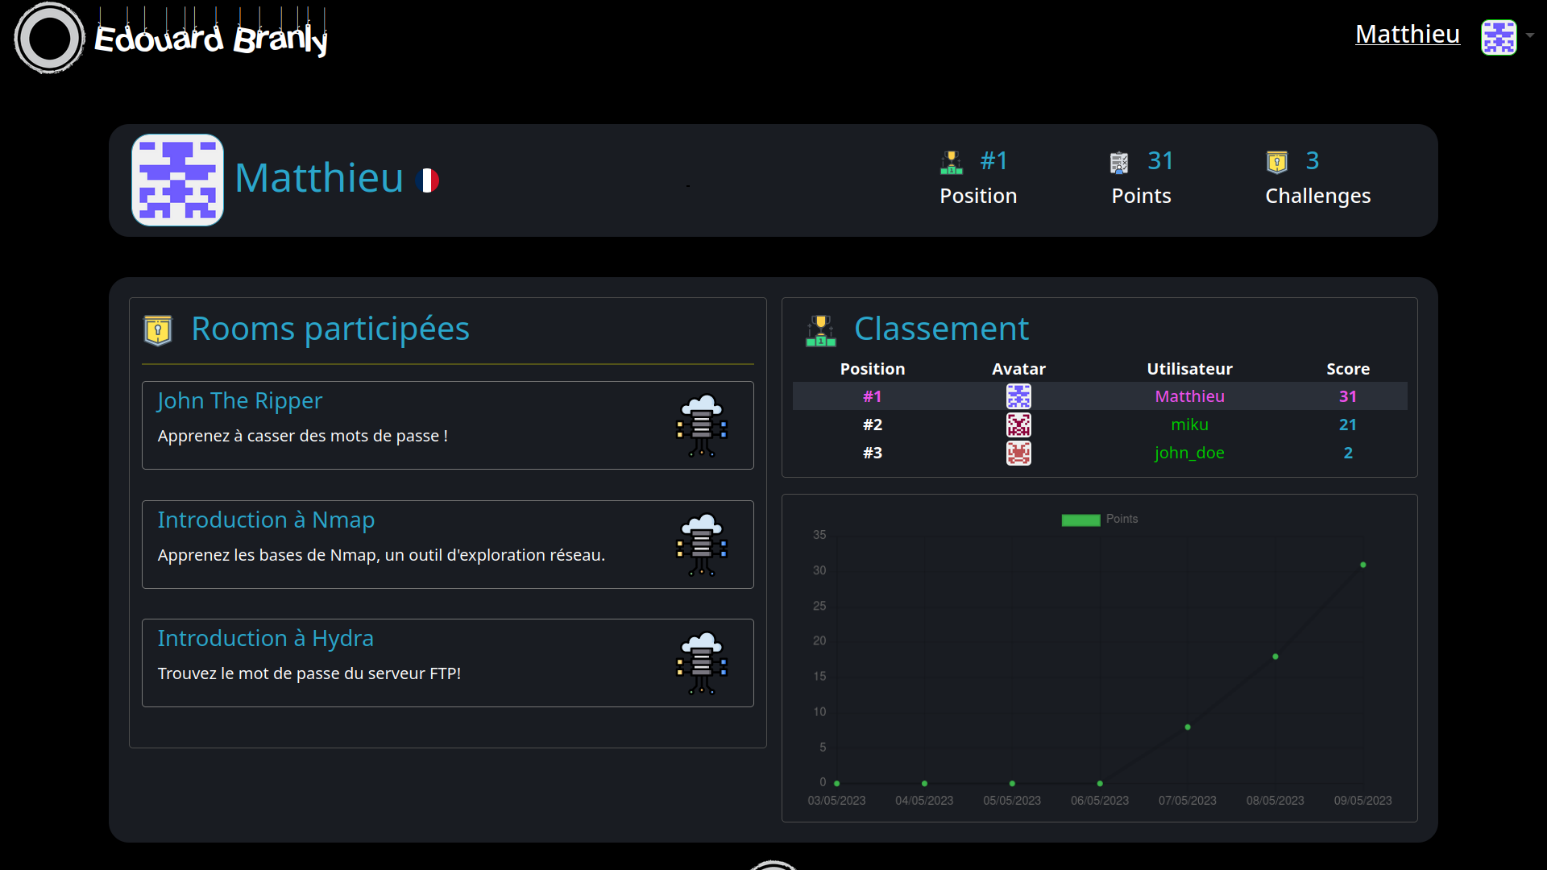 Edouard Branly
Matthieu
Matthieu
#1
Position
31
Points
3
Challenges
Rooms participées
John The Ripper
Apprenez à casser des mots de passe !
Introduction à Nmap
Apprenez les bases de Nmap, un outil d'exploration réseau.
Introduction à Hydra
Trouvez le mot de passe du serveur FTP!
Classement
Position Avatar Utilisateur Score
#1 Matthieu 31
#2 miku 21
#3 john_doe 2
Points
35
30
25
20
15
10
5
0
03/05/2023 04/05/2023 05/05/2023 06/05/2023 07/05/2023 08/05/2023 09/05/2023